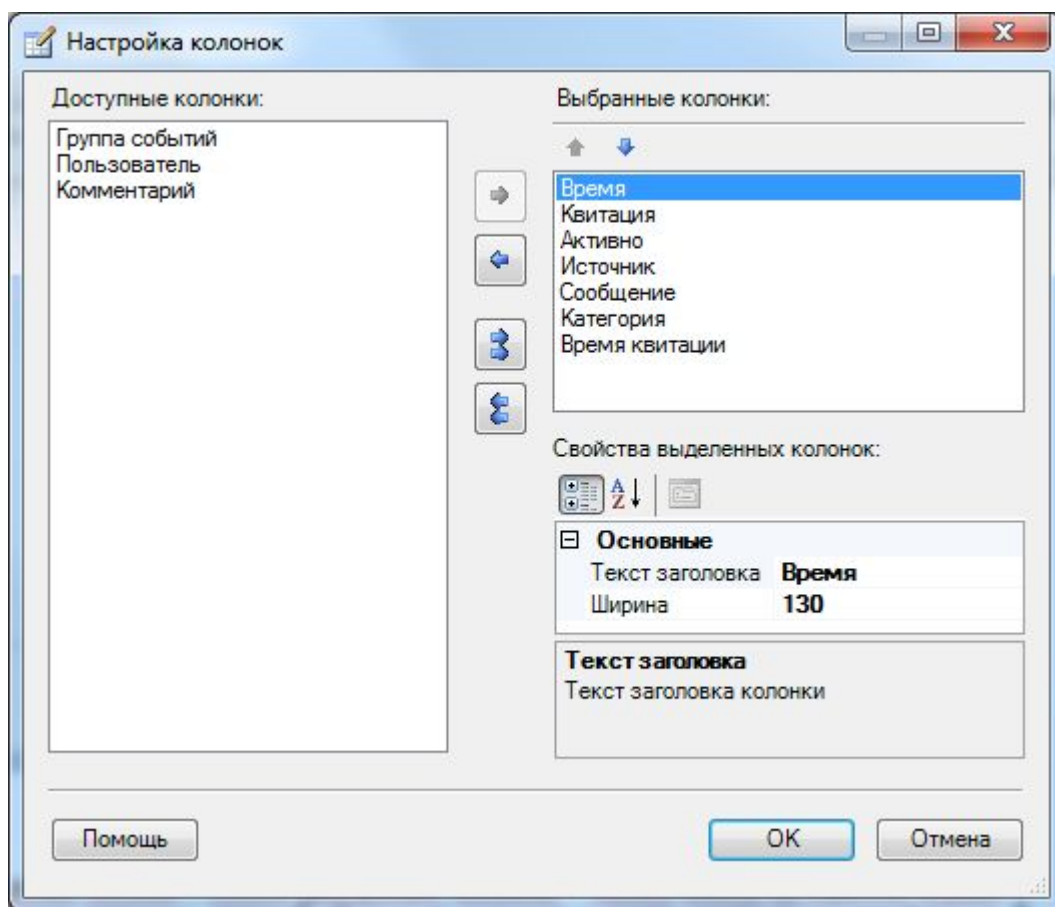 Настройка колонок
Доступные колонки:
Группа событий
Пользователь
Комментарий
Выбранные колонки:
Время
Квитация
Активно
Источник
Сообщение
Категория
Время квитации
Свойства выделенных колонок:
Основные
Текст заголовка Время
Ширина 130
Текст заголовка
Текст заголовка колонки
Помощь
OK
Отмена